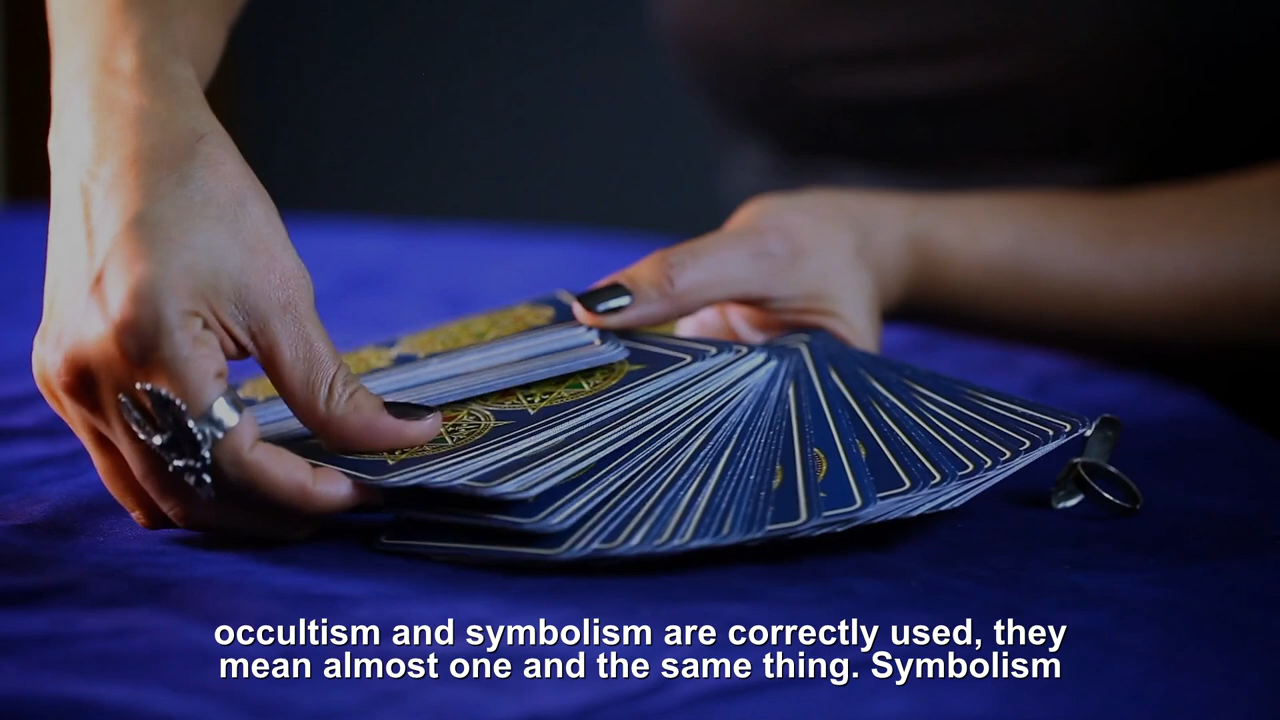 occultism and symbolism are correctly used, they
mean almost one and the same thing. Symbolism